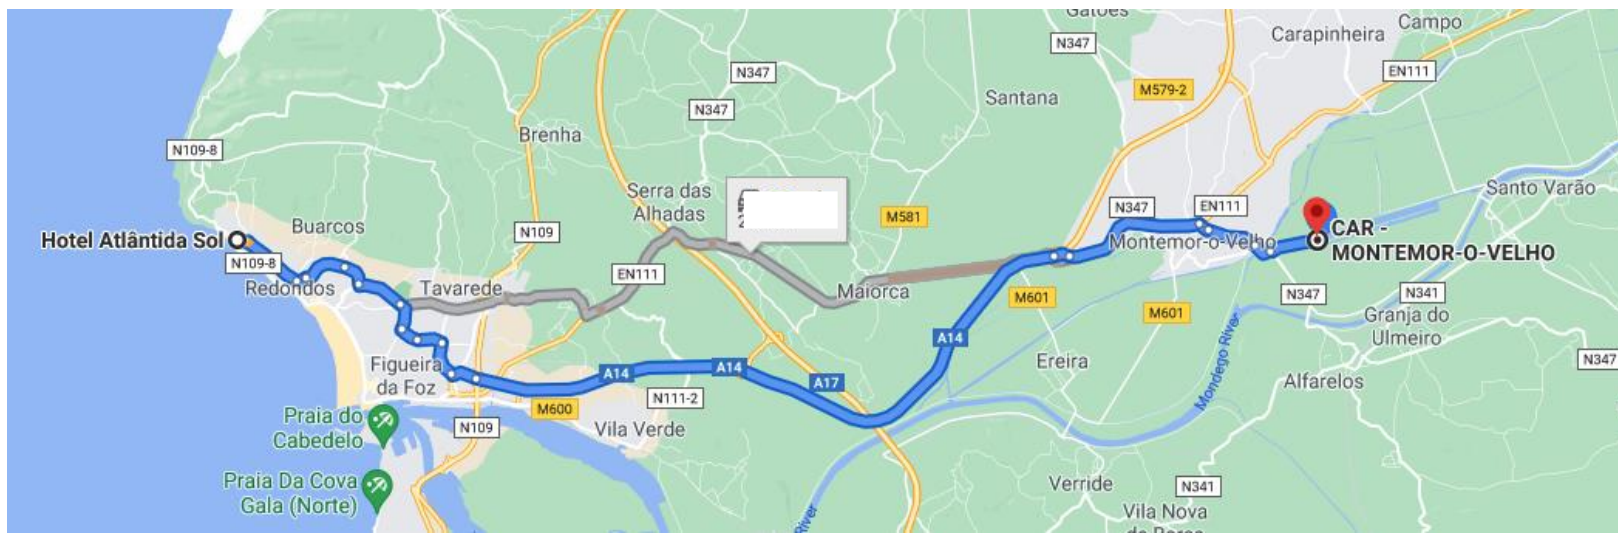 Gatões
Campo
Carapinheira
N347
EN111
N347
M579-2
Santana
N347
Brenha
N109-8
Santo Varão
Serra das
Alhadas
N347
EN111
M581
Buarcos
N109
Hotel Atlântida Sol
CAR -
MONTEMOR-O-VELHO
Montemor-o-Velho
N109-8
EN111
Redondos
Tavarede
Maiorca
M601
M601
N347
N341
Granja do
Ulmeiro
Mondego River
A14
N347
Figueira
da Foz
A14
A14
A17
Ereira
Alfarelos
M600
N111-2
Praia do
Cabedelo
N109
Vila Verde
Praia Da Cova
Gala (Norte)
Verride
N341
River
Vila Nova